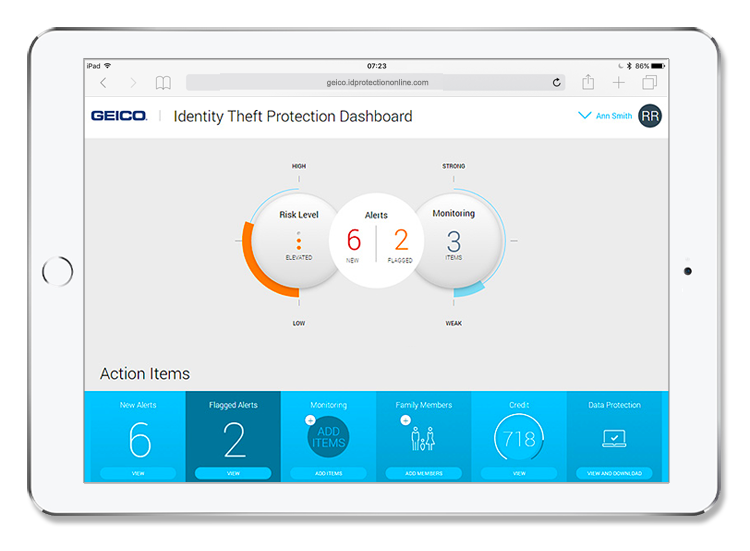 iPad
07:23
86%
geico.idprotectiononline.com
GEICO. Identity Theft Protection Dashboard
Ann Smith RR
HIGH STRONG
Risk Level Alerts Monitoring
6 2 3
ELEVATED NEW FLAGGED ITEMS
LOW WEAK
Action Items
New Alerts Flagged Alerts Monitoring Family Members Credit Data Protection
6 2 ADD 718
ITEMS
VIEW VIEW ADD ITEMS ADD MEMBERS VIEW VIEW AND DOWNLOAD